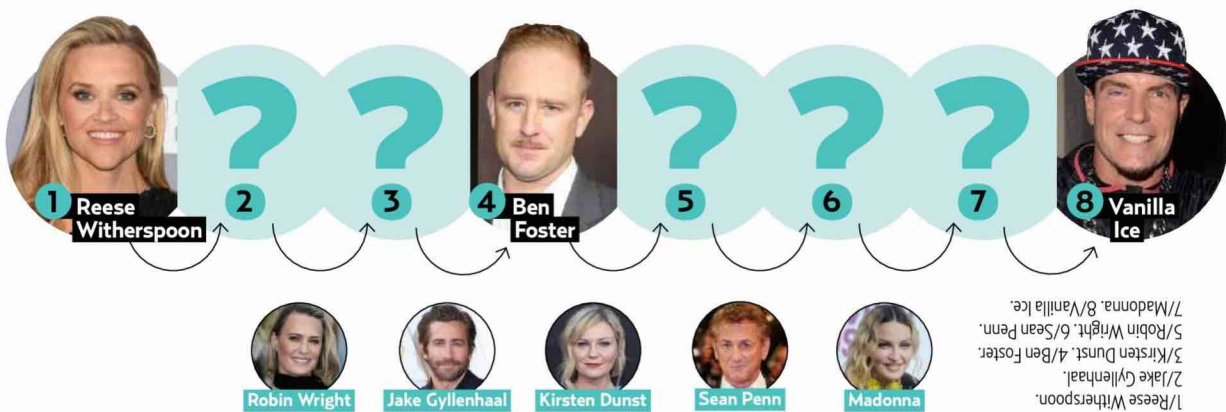 ?
?
?
?
?
1
Reese
Witherspoon
2
3
4
Ben
Foster
5
6
7
8
Vanilla
Ice
Robin Wright
Jake Gyllenhaal
Kirsten Dunst
Sean Penn
Madonna
1/Reese Witherspoon.
2/Jake Gyllenhaal.
3/Kirsten Dunst. 4/Ben Foster.
5/Robin Wright. 6/Sean Penn.
7/Madonna. 8/Vanilla Ice.